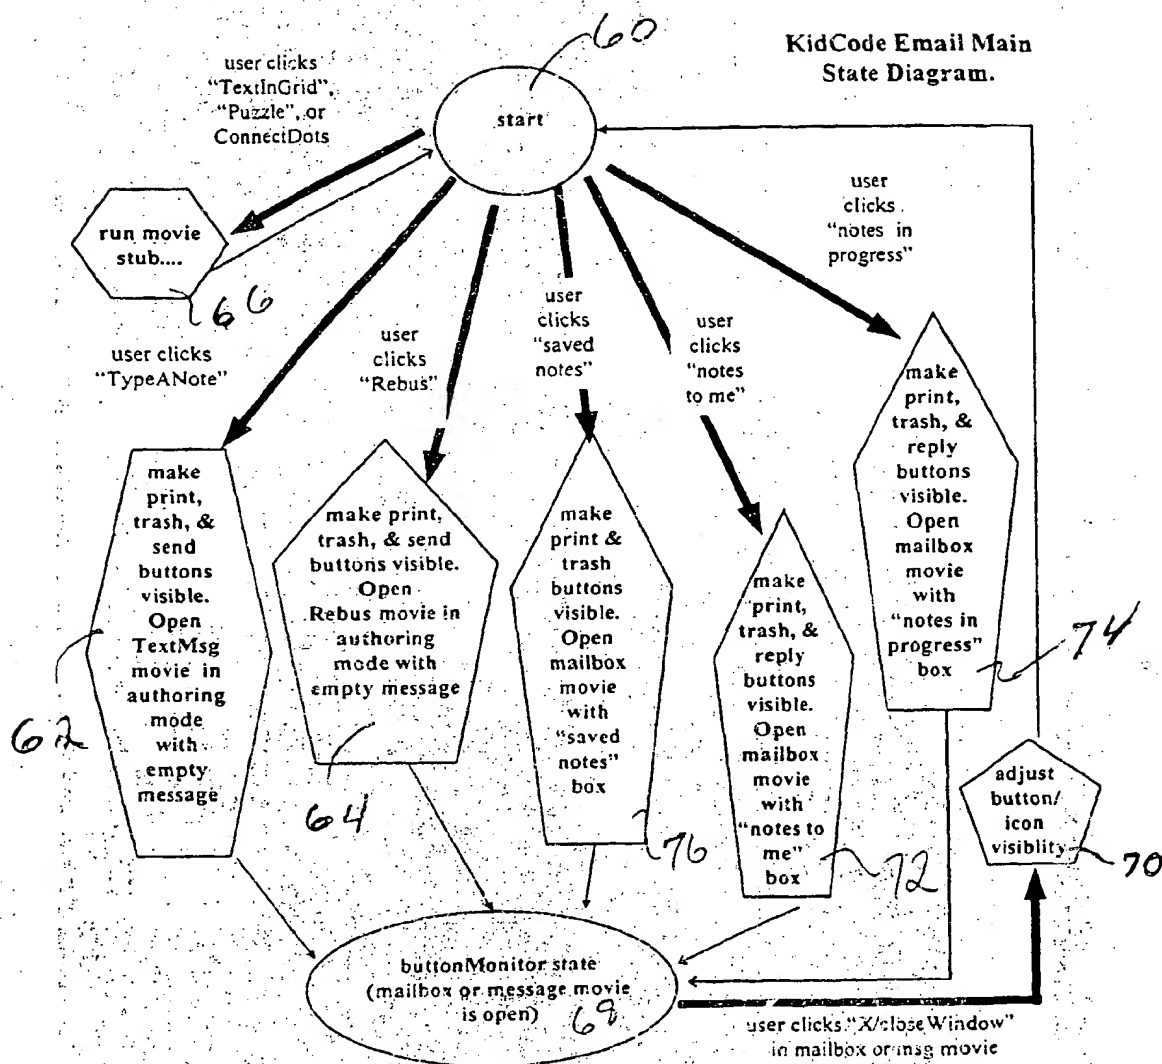 60
KidCode Email Main
State Diagram.
user clicks
"TextInGrid",
"Puzzle", or
ConnectDots
start
user
clicks
"notes in
progress"
run movie
stub....
66
user clicks
"TypeANote"
user
clicks
"Rebus"
user
clicks
"saved
notes"
user
clicks
"notes
to me"
make
print,
trash, &
send
buttons
visible.
Open
TextMsg
movie in
authoring
mode
with
empty
message
62
make print,
trash, & send
buttons visible.
Open
Rebus movie in
authoring
mode with
empty message
64
make
print &
trash
buttons
visible.
Open
mailbox
movie
with
"saved
notes"
box
76
make
print,
trash, &
reply
buttons
visible.
Open
mailbox
movie
with
"notes to
me"
box
72
make
print,
trash, &
reply
buttons
visible.
Open
mailbox
movie
with
"notes in
progress"
box
74
adjust
button/
icon
visiblity
70
buttonMonitor state
(mailbox or message movie
is open)
68
user clicks "X/closeWindow"
in mailbox or msg movie